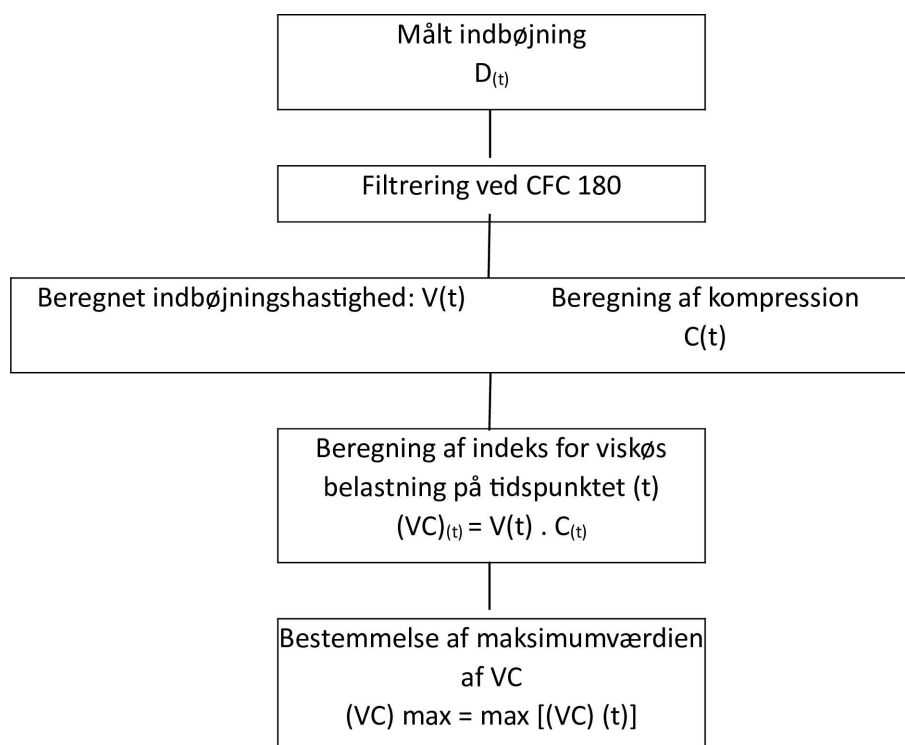 Målt indbøjning
D(t)
Filtrering ved CFC 180
Beregnet indbøjningshastighed: V(t)
Beregning af kompression
C(t)
Beregning af indeks for viskøs
belastning på tidspunktet (t)
(VC)(t) = V(t) . C(t)
Bestemmelse af maksimumværdien
af VC
(VC) max = max [(VC) (t)]